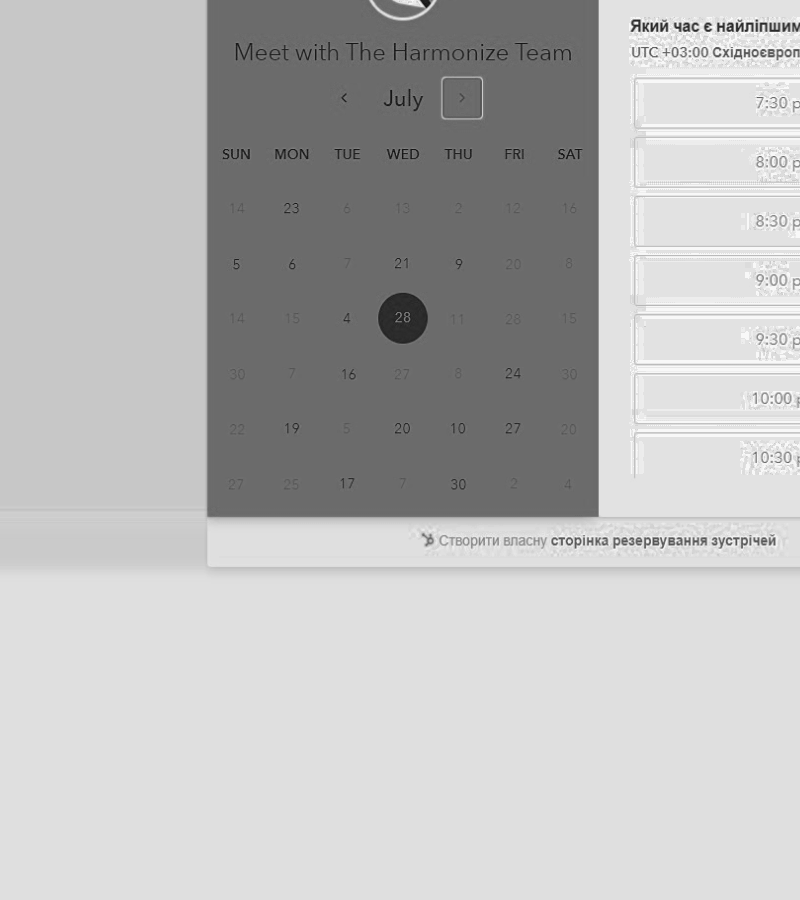 Meet with The Harmonize Team
July
SUN MON TUE WED THU FRI SAT
14 23 6 13 2 12 16
5 6 7 21 9 20 8
14 15 4 28 11 28 15
30 7 16 27 8 24 30
22 19 5 20 10 27 20
27 25 17 7 30 2 4
Який час є найліпшим
UTC +03:00 Східноєвроп
7:30 p
8:00 p
8:30 p
9:00 p
9:30 p
10:00 p
10:30 p
Створити власну сторінка резервування зустрічей